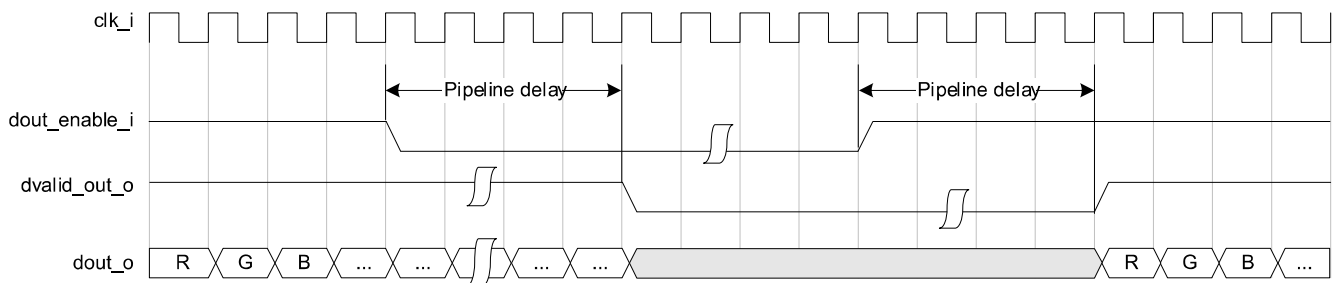 clk_i
Pipeline delay Pipeline delay
dout_enable_i
dvalid_out_o
dout_o R G B ... ... ... ... R G B ...